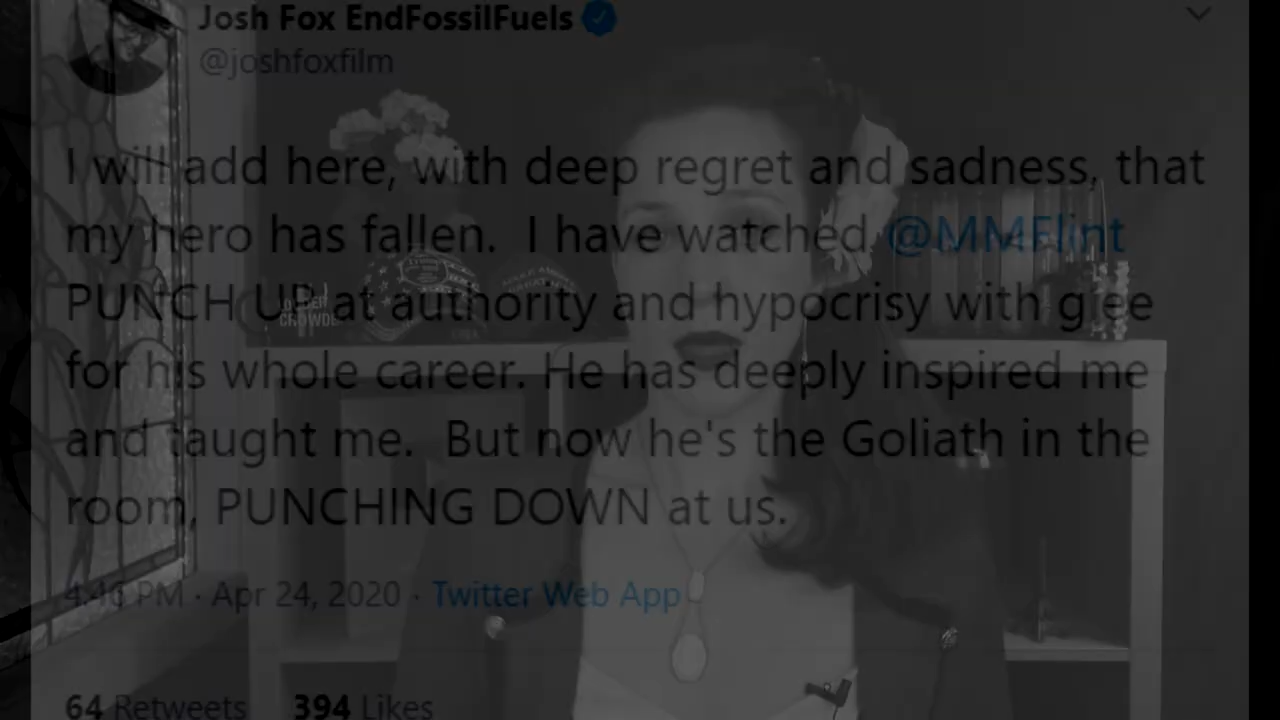 Josh Fox EndFossilFuels
@joshfoxfilm
I will add here, with deep regret and sadness, that
my hero has fallen. I have watched @MMFlint
PUNCH UP at authority and hypocrisy with glee
for his whole career. He has deeply inspired me
and taught me. But now he's the Goliath in the
room, PUNCHING DOWN at us.
4:46 PM · Apr 24, 2020 · Twitter Web App
64 Retweets 394 Likes